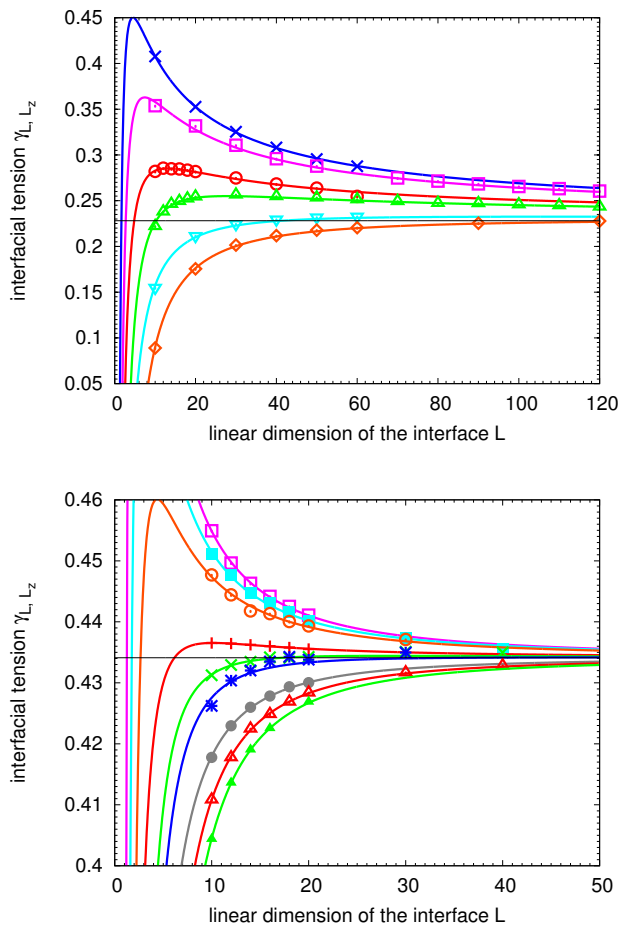 0.45
0.4
0.35
0.3
0.25
0.2
0.15
0.1
0.05
0 20 40 60 80 100 120
interfacial tension γL, Lz
linear dimension of the interface L
0.46
0.45
0.44
0.43
0.42
0.41
0.4
0 10 20 30 40 50
interfacial tension γL, Lz
linear dimension of the interface L